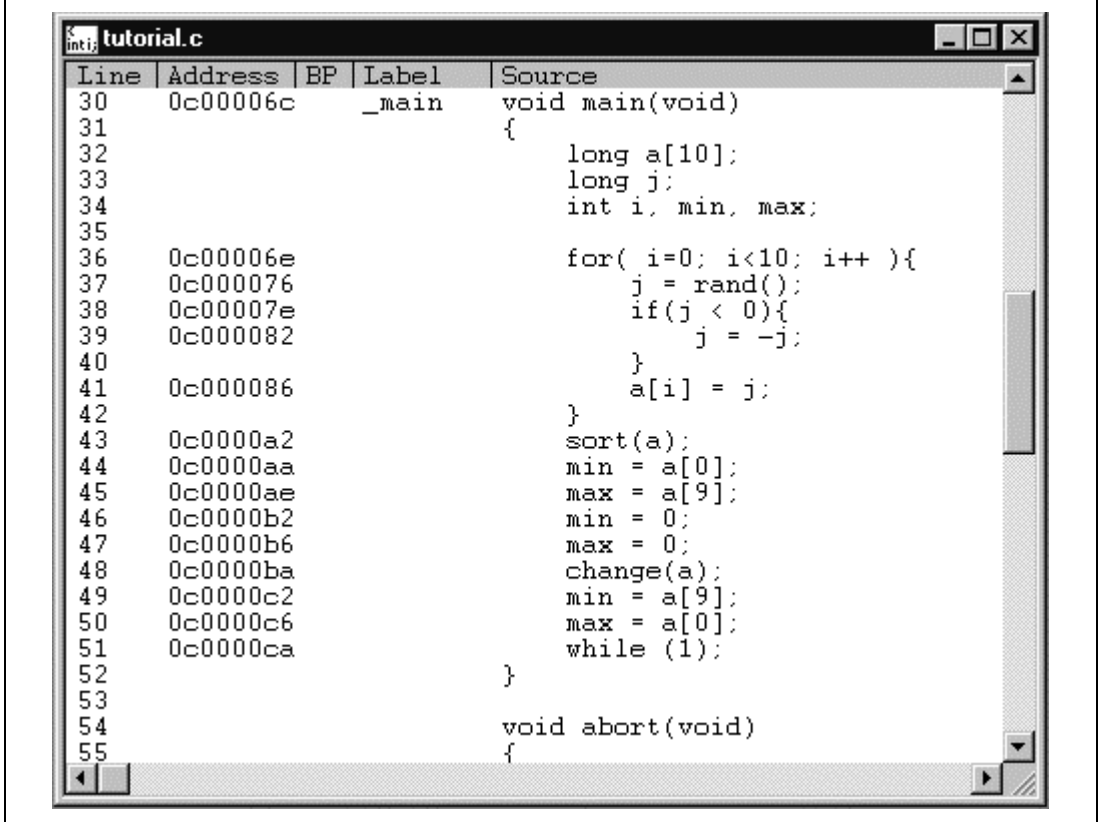 int i;
tutorial.c
Line Address BP Label Source
30 0c00006c _main void main(void)
31 {
32 long a[10];
33 long j;
34 int i, min, max;
35
36 0c00006e for( i=0; i<10; i++ ){
37 0c000076 j = rand();
38 0c00007e if(j < 0){
39 0c000082 j = -j;
40 }
41 0c000086 a[i] = j;
42 }
43 0c0000a2 sort(a);
44 0c0000aa min = a[0];
45 0c0000ae max = a[9];
46 0c0000b2 min = 0;
47 0c0000b6 max = 0;
48 0c0000ba change(a);
49 0c0000c2 min = a[9];
50 0c0000c6 max = a[0];
51 0c0000ca while (1);
52 }
53
54 void abort(void)
55 {